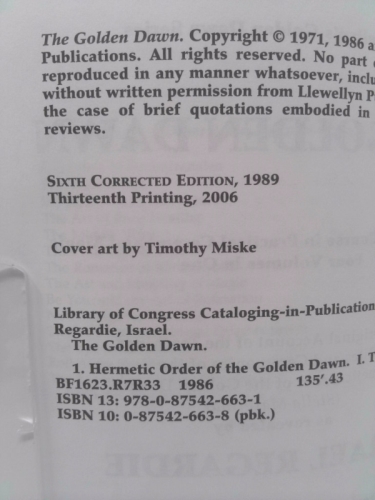 The Golden Dawn. Copyright © 1971, 1986 a
Publications. All rights reserved. No part
reproduced in any manner whatsoever, inclu
without written permission from Llewellyn P
the case of brief quotations embodied in
reviews.
SIXTH CORRECTED EDITION, 1989
Thirteenth Printing, 2006
Cover art by Timothy Miske
Library of Congress Cataloging-in-Publication
Regardie, Israel.
The Golden Dawn.
1. Hermetic Order of the Golden Dawn. I. T
BF1623.R7R33 1986 135'.43
ISBN 13: 978-0-87542-663-1
ISBN 10: 0-87542-663-8 (pbk.)